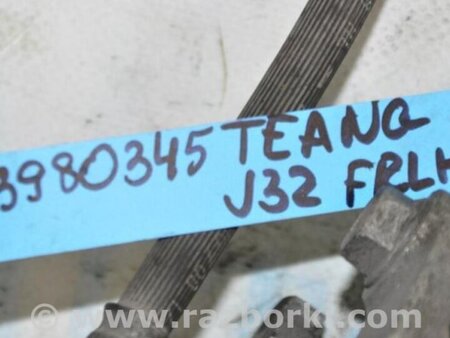 3980345 TEANA
J32 FRLH
© www.razborki.com